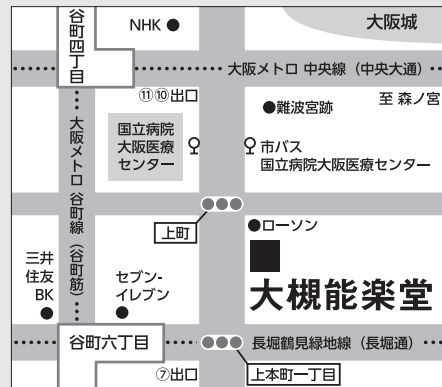 谷町四丁目
NHK
大阪城
大阪メトロ 中央線（中央大通）
⑪⑩出口
至 森ノ宮
難波宮跡
国立病院
大阪医療
センター
市バス
国立病院大阪医療センター
大阪メトロ 谷町線（谷町筋）
上町
ローソン
三井
住友
BK
セブン-
イレブン
大槻能楽堂
谷町六丁目
長堀鶴見緑地線（長堀通）
⑦出口
上本町一丁目